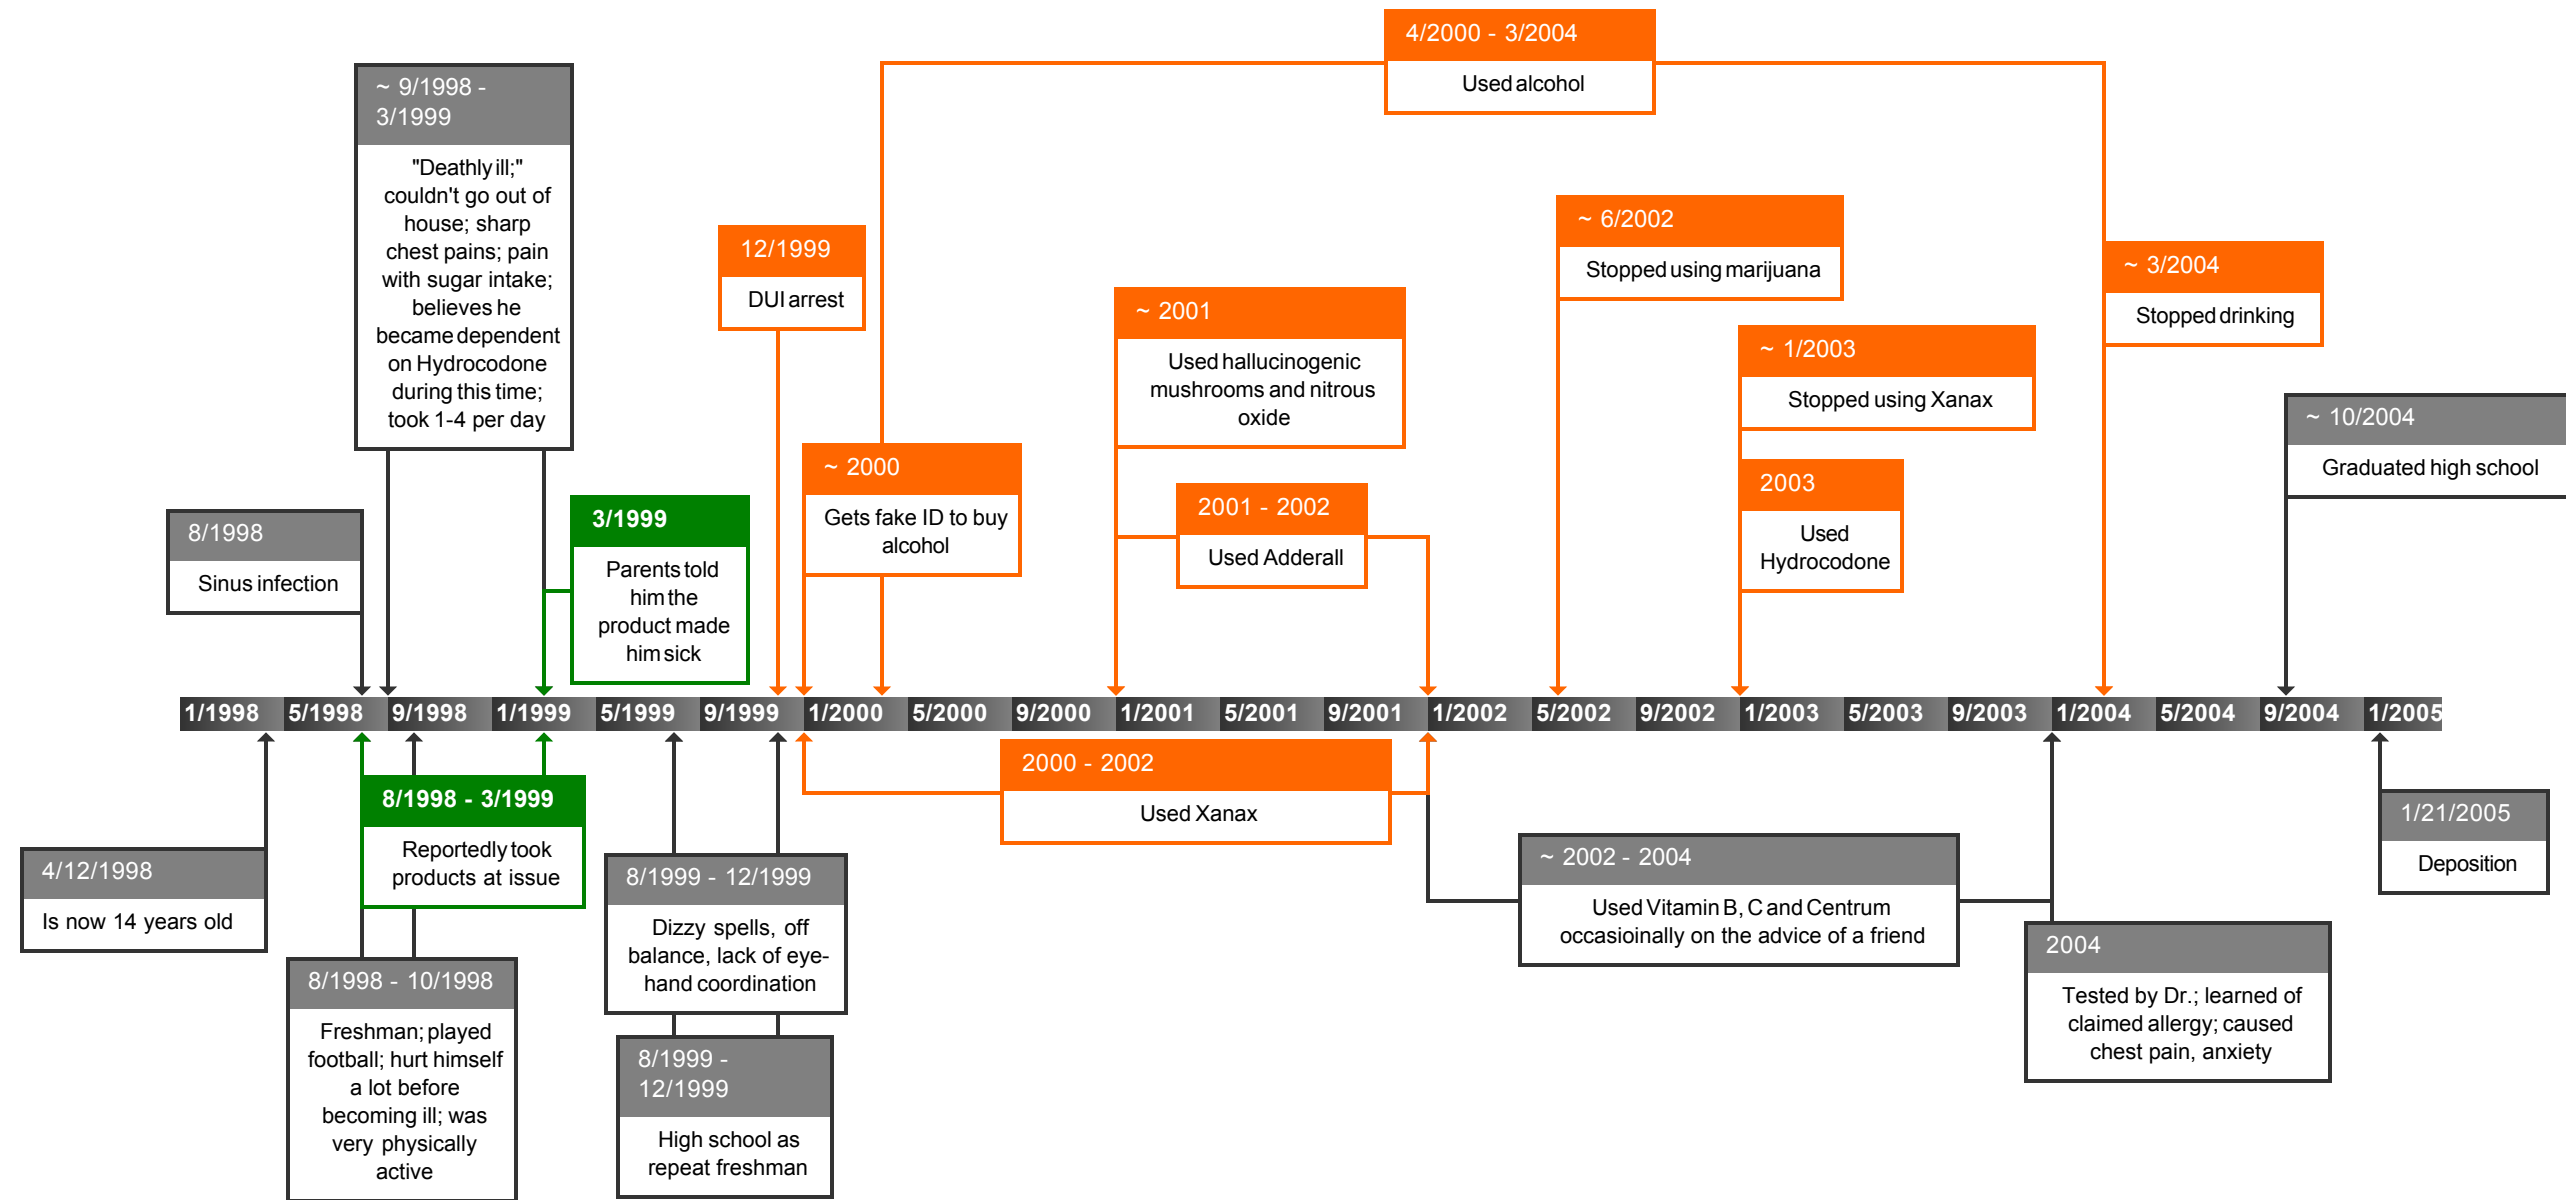 4/2000 - 3/2004
Used alcohol
~ 9/1998 -
3/1999
"Deathly ill;"
couldn't go out of
house; sharp
chest pains; pain
with sugar intake;
believes he
became dependent
on Hydrocodone
during this time;
took 1-4 per day
~ 6/2002
Stopped using marijuana
12/1999
DUI arrest
~ 3/2004
Stopped drinking
~ 2001
Used hallucinogenic
mushrooms and nitrous
oxide
~ 1/2003
Stopped using Xanax
~ 10/2004
Graduated high school
~ 2000
Gets fake ID to buy
alcohol
2003
Used
Hydrocodone
2001 - 2002
Used Adderall
3/1999
Parents told
him the
product made
him sick
8/1998
Sinus infection
1/1998 5/1998 9/1998 1/1999 5/1999 9/1999 1/2000 5/2000 9/2000 1/2001 5/2001 9/2001 1/2002 5/2002 9/2002 1/2003 5/2003 9/2003 1/2004 5/2004 9/2004 1/2005
2000 - 2002
Used Xanax
8/1998 - 3/1999
Reportedly took
products at issue
1/21/2005
Deposition
4/12/1998
Is now 14 years old
8/1999 - 12/1999
Dizzy spells, off
balance, lack of eye-
hand coordination
~ 2002 - 2004
Used Vitamin B, C and Centrum
occasioinally on the advice of a friend
2004
Tested by Dr.; learned of
claimed allergy; caused
chest pain, anxiety
8/1998 - 10/1998
Freshman; played
football; hurt himself
a lot before
becoming ill; was
very physically
active
8/1999 -
12/1999
High school as
repeat freshman